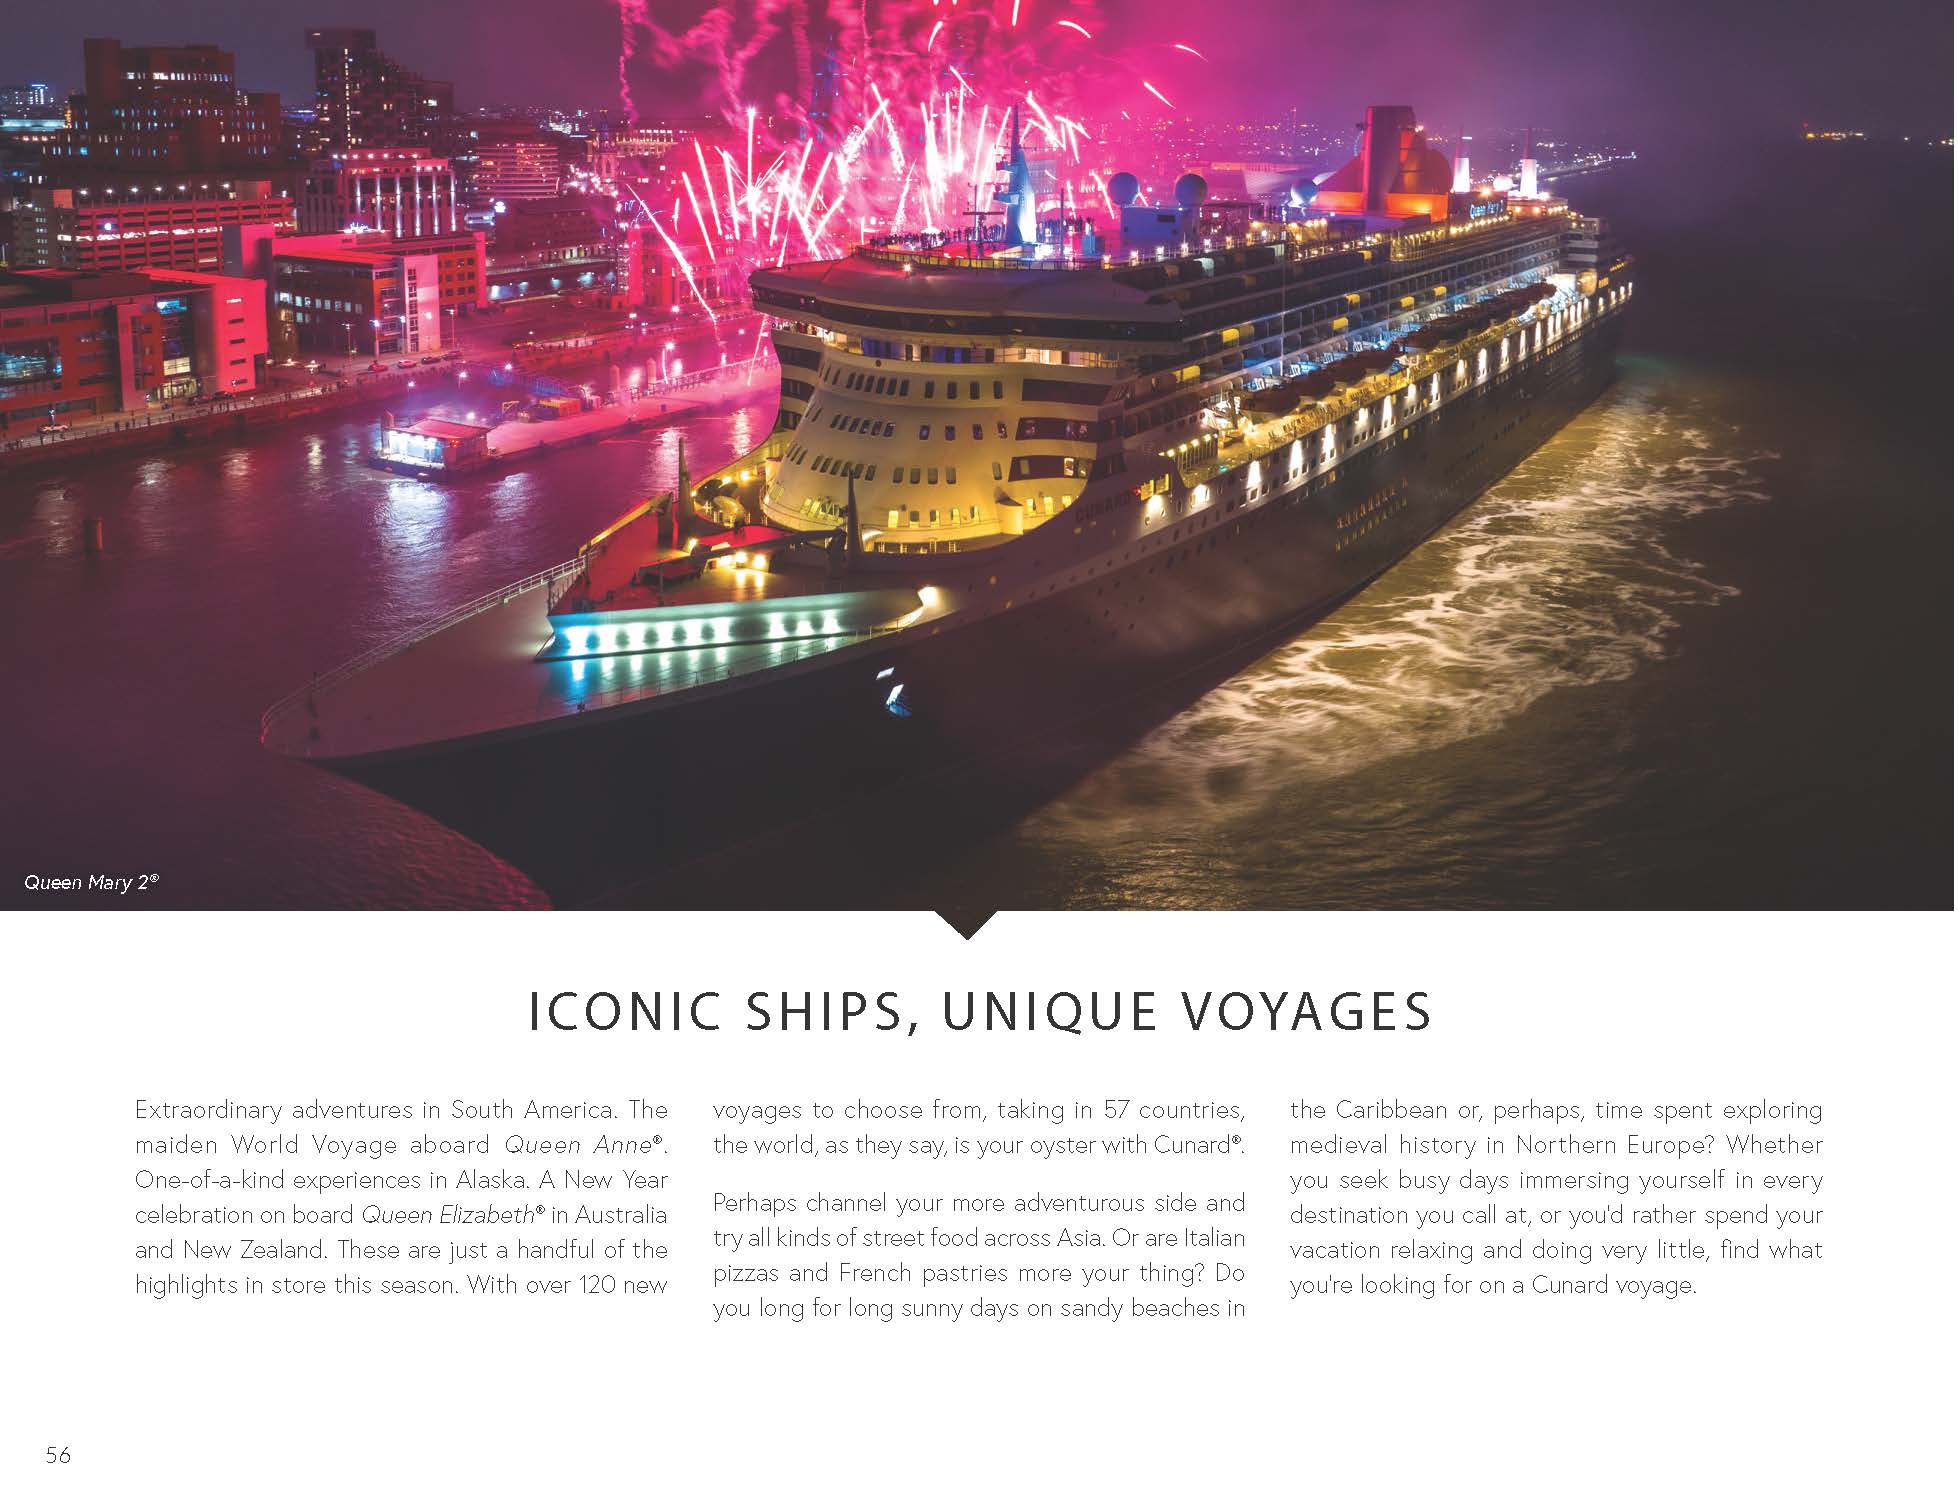 Queen Mary 2
CUNARD
Queen Mary 2®
ICONIC SHIPS, UNIQUE VOYAGES
Extraordinary adventures in South America. The
maiden World Voyage aboard Queen Anne®.
One-of-a-kind experiences in Alaska. A New Year
celebration on board Queen Elizabeth® in Australia
and New Zealand. These are just a handful of the
highlights in store this season. With over 120 new
voyages to choose from, taking in 57 countries,
the world, as they say, is your oyster with Cunard®.
Perhaps channel your more adventurous side and
try all kinds of street food across Asia. Or are Italian
pizzas and French pastries more your thing? Do
you long for long sunny days on sandy beaches in
the Caribbean or, perhaps, time spent exploring
medieval history in Northern Europe? Whether
you seek busy days immersing yourself in every
destination you call at, or you'd rather spend your
vacation relaxing and doing very little, find what
you're looking for on a Cunard voyage.
56